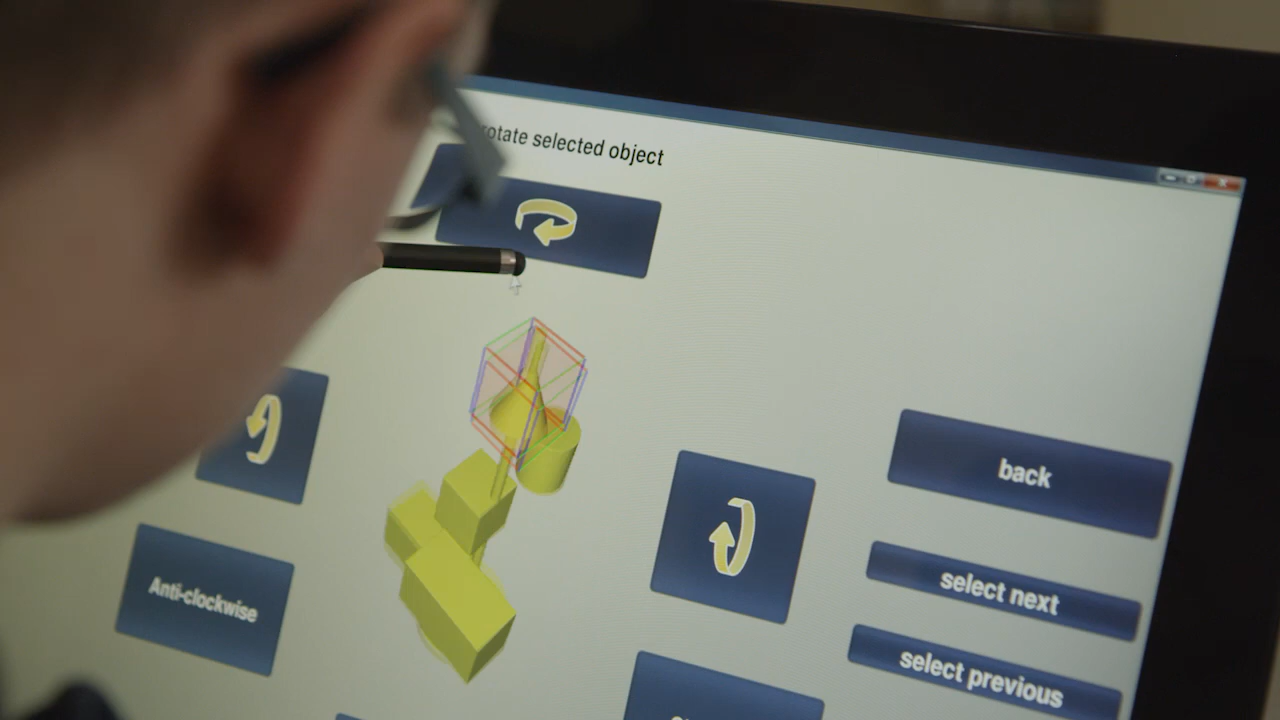 rotate selected object
back
Anti-clockwise
select next
select previous